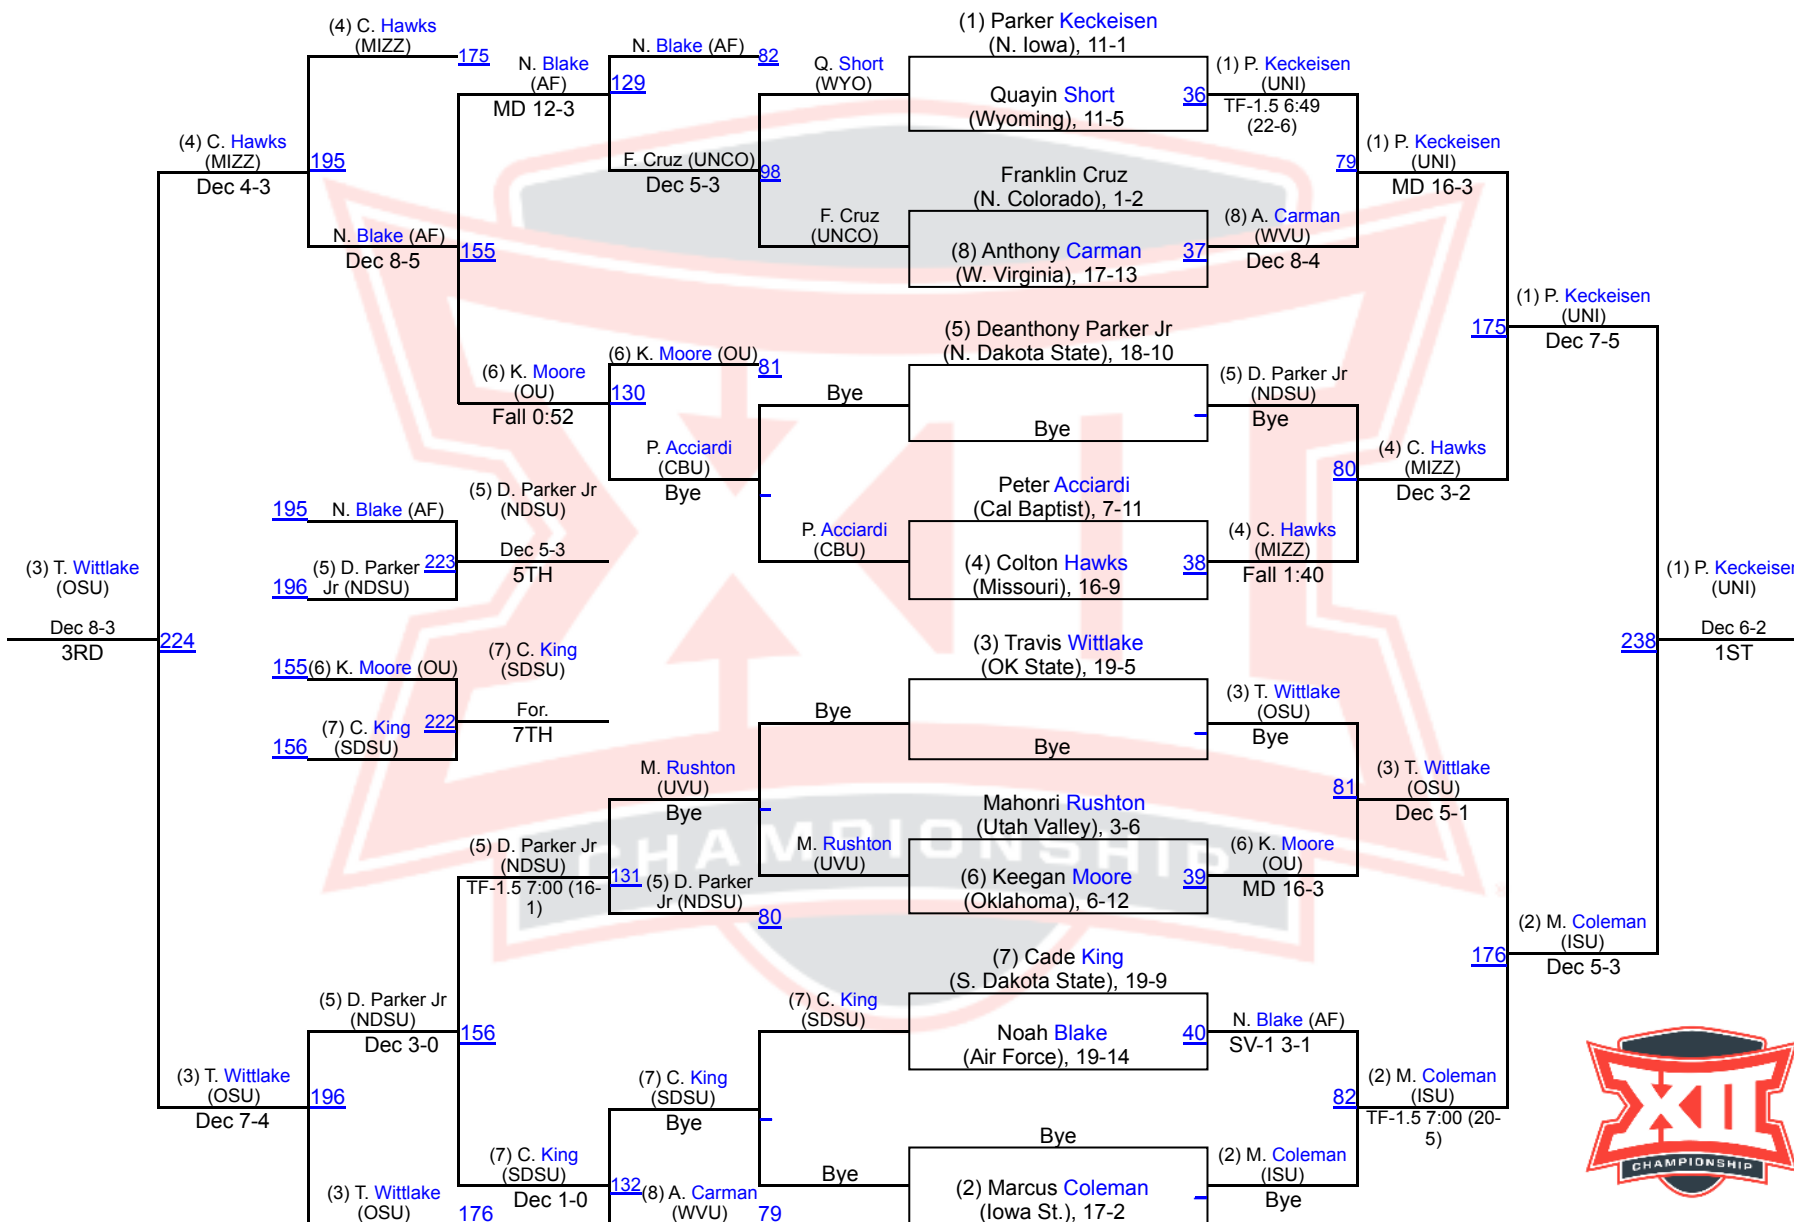 (4) C. Hawks
(MIZZ)
175
N. Blake
(AF)
MD 12-3
129
N. Blake (AF)
82
Q. Short
(WYO)
(1) Parker Keckeisen
(N. Iowa), 11-1
Quayin Short
(Wyoming), 11-5
36
(1) P. Keckeisen
(UNI)
TF-1.5 6:49
(22-6)
(4) C. Hawks
(MIZZ)
Dec 4-3
195
F. Cruz (UNCO)
Dec 5-3
98
Franklin Cruz
(N. Colorado), 1-2
79
(1) P. Keckeisen
(UNI)
MD 16-3
N. Blake (AF)
Dec 8-5
155
F. Cruz
(UNCO)
(8) Anthony Carman
(W. Virginia), 17-13
37
(8) A. Carman
(WVU)
Dec 8-4
(1) P. Keckeisen
(UNI)
Dec 7-5
175
(6) K. Moore
(OU)
Fall 0:52
130
(6) K. Moore (OU)
81
Bye
(5) Deanthony Parker Jr
(N. Dakota State), 18-10
Bye
(5) D. Parker Jr
(NDSU)
Bye
P. Acciardi
(CBU)
Bye
Peter Acciardi
(Cal Baptist), 7-11
80
(4) C. Hawks
(MIZZ)
Dec 3-2
195
N. Blake (AF)
(5) D. Parker Jr
(NDSU)
Dec 5-3
5TH
223
196
(5) D. Parker
Jr (NDSU)
P. Acciardi
(CBU)
(4) Colton Hawks
(Missouri), 16-9
38
(4) C. Hawks
(MIZZ)
Fall 1:40
(3) T. Wittlake
(OSU)
Dec 8-3
3RD
224
(1) P. Keckeisen
(UNI)
Dec 6-2
1ST
238
155
(6) K. Moore (OU)
(7) C. King
(SDSU)
For.
7TH
222
156
(7) C. King
(SDSU)
Bye
(3) Travis Wittlake
(OK State), 19-5
Bye
(3) T. Wittlake
(OSU)
Bye
M. Rushton
(UVU)
Bye
Mahonri Rushton
(Utah Valley), 3-6
81
(3) T. Wittlake
(OSU)
Dec 5-1
CHAMPIONSHIP
(5) D. Parker Jr
(NDSU)
TF-1.5 7:00 (16-
1)
131
(5) D. Parker
Jr (NDSU)
80
M. Rushton
(UVU)
(6) Keegan Moore
(Oklahoma), 6-12
39
(6) K. Moore
(OU)
MD 16-3
(2) M. Coleman
(ISU)
Dec 5-3
176
(5) D. Parker Jr
(NDSU)
Dec 3-0
156
(7) C. King
(SDSU)
(7) Cade King
(S. Dakota State), 19-9
Noah Blake
(Air Force), 19-14
40
N. Blake (AF)
SV-1 3-1
(3) T. Wittlake
(OSU)
Dec 7-4
196
(7) C. King
(SDSU)
Bye
82
(2) M. Coleman
(ISU)
TF-1.5 7:00 (20-
5)
(7) C. King
(SDSU)
Dec 1-0
132
Bye
Bye
(2) Marcus Coleman
(Iowa St.), 17-2
(2) M. Coleman
(ISU)
Bye
(3) T. Wittlake
(OSU)
176
(8) A. Carman
(WVU)
79
XII
CHAMPIONSHIP